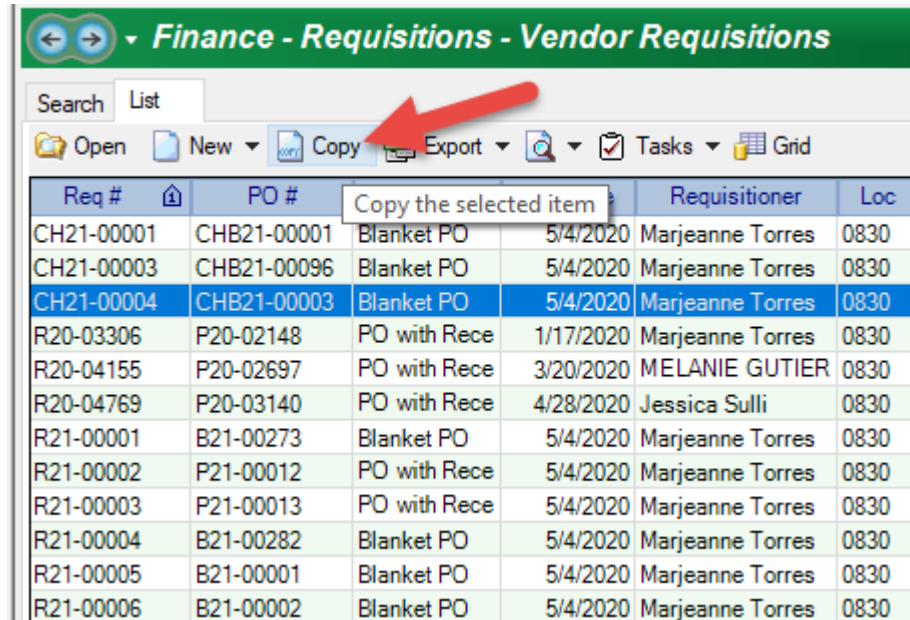 Finance - Requisitions - Vendor Requisitions
Search List
Open New Copy Export Tasks Grid
Req # PO # Requisitioner Loc
Copy the selected item
CH21-00001 CHB21-00001 Blanket PO 5/4/2020 Marjeanne Torres 0830
CH21-00003 CHB21-00096 Blanket PO 5/4/2020 Marjeanne Torres 0830
CH21-00004 CHB21-00003 Blanket PO 5/4/2020 Marjeanne Torres 0830
R20-03306 P20-02148 PO with Rece 1/17/2020 Marjeanne Torres 0830
R20-04155 P20-02697 PO with Rece 3/20/2020 MELANIE GUTIER 0830
R20-04769 P20-03140 PO with Rece 4/28/2020 Jessica Sulli 0830
R21-00001 B21-00273 Blanket PO 5/4/2020 Marjeanne Torres 0830
R21-00002 P21-00012 PO with Rece 5/4/2020 Marjeanne Torres 0830
R21-00003 P21-00013 PO with Rece 5/4/2020 Marjeanne Torres 0830
R21-00004 B21-00282 Blanket PO 5/4/2020 Marjeanne Torres 0830
R21-00005 B21-00001 Blanket PO 5/4/2020 Marjeanne Torres 0830
R21-00006 B21-00002 Blanket PO 5/4/2020 Marjeanne Torres 0830